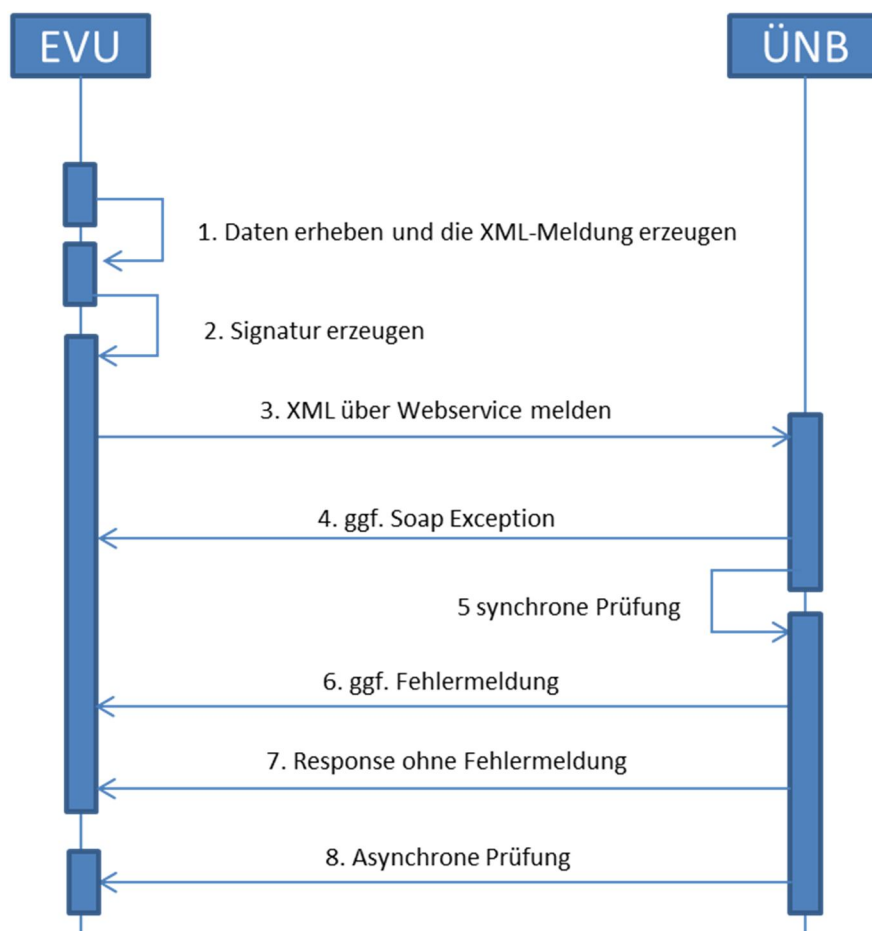 EVU
ÜNB
1. Daten erheben und die XML-Meldung erzeugen
2. Signatur erzeugen
3. XML über Webservice melden
4. ggf. Soap Exception
5 synchrone Prüfung
6. ggf. Fehlermeldung
7. Response ohne Fehlermeldung
8. Asynchrone Prüfung